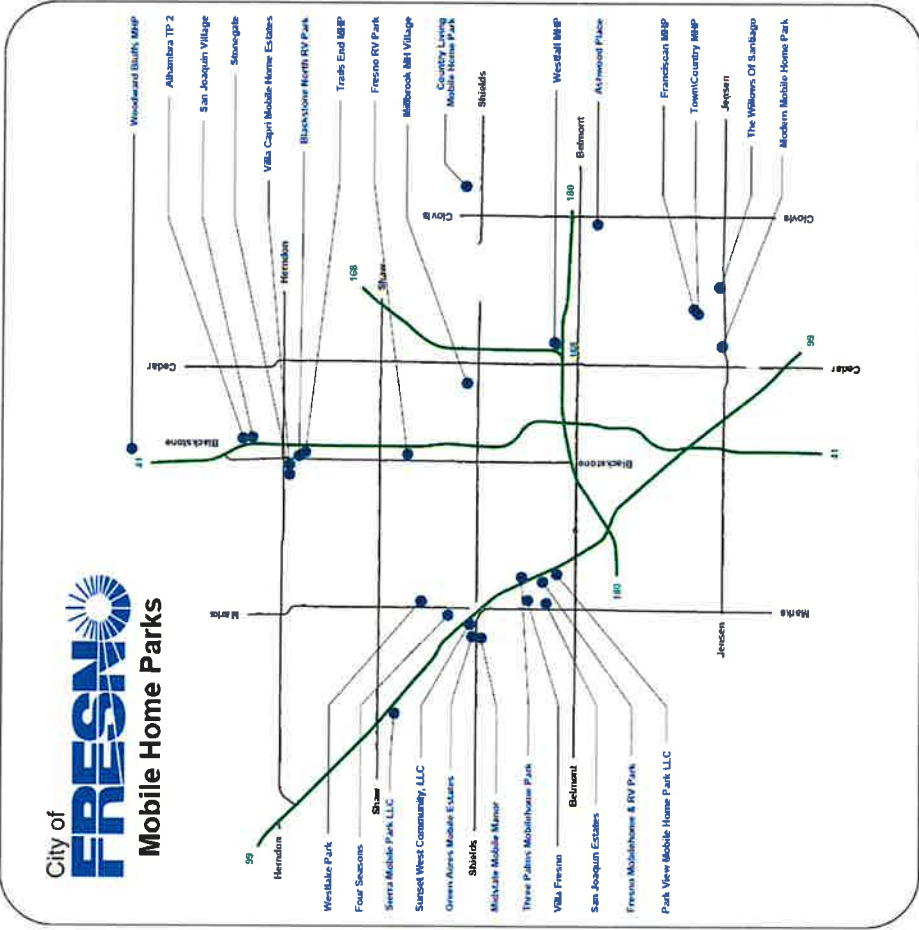 City of
FRESNO
Mobile Home Parks
Woodward Bluffs MHP
Alhambra TP 2
San Joaquin Village
Stonegate
Villa Capri Mobile Home Estates
Blackstone North RV Park
Trails End MHP
Fresno RV Park
Millbrook MH Village
Country Living
Mobile Home Park
Shields
Westfall MHP
Ashwood Place
Belmont
Franciscan MHP
Town&Country MHP
Jensen
The Willows Of Santiago
Modern Mobile Home Park
Herndon
168
Shaw
Clovis
180
Clovis
Cedar
168
99
Cedar
Blackstone
41
Blackstone
41
180
Marks
Marks
Jensen
99
Herndon
Westlake Park
Four Seasons
Shaw
Sierra Mobile Park LLC
Sunset West Community, LLC
Green Acres Mobile Estates
Shields
Midstate Mobile Manor
Three Palms Mobilehome Park
Villa Fresno
Belmont
San Joaquin Estates
Fresno Mobilehome & RV Park
Park View Mobile Home Park LLC